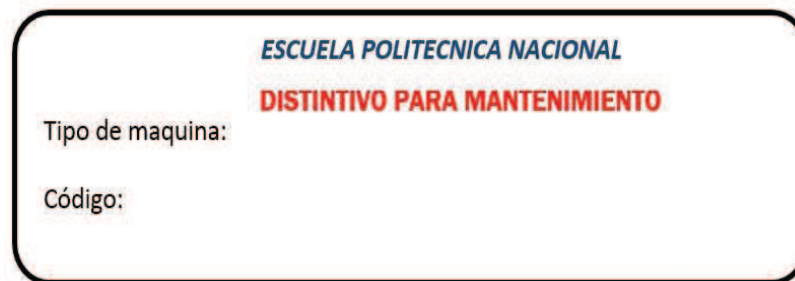 ESCUELA POLITECNICA NACIONAL
DISTINTIVO PARA MANTENIMIENTO
Tipo de maquina:
Código: